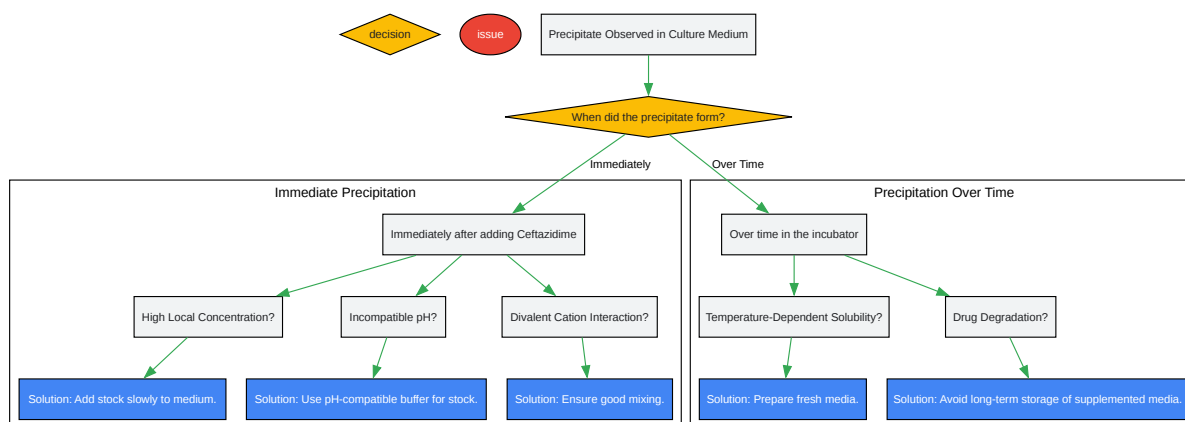 decision
issue
Precipitate Observed in Culture Medium
When did the precipitate form?
Immediately
Over Time
Immediate Precipitation
Precipitation Over Time
Immediately after adding Ceftazidime
Over time in the incubator
High Local Concentration?
Incompatible pH?
Divalent Cation Interaction?
Temperature-Dependent Solubility?
Drug Degradation?
Solution: Add stock slowly to medium.
Solution: Use pH-compatible buffer for stock.
Solution: Ensure good mixing.
Solution: Prepare fresh media.
Solution: Avoid long-term storage of supplemented media.